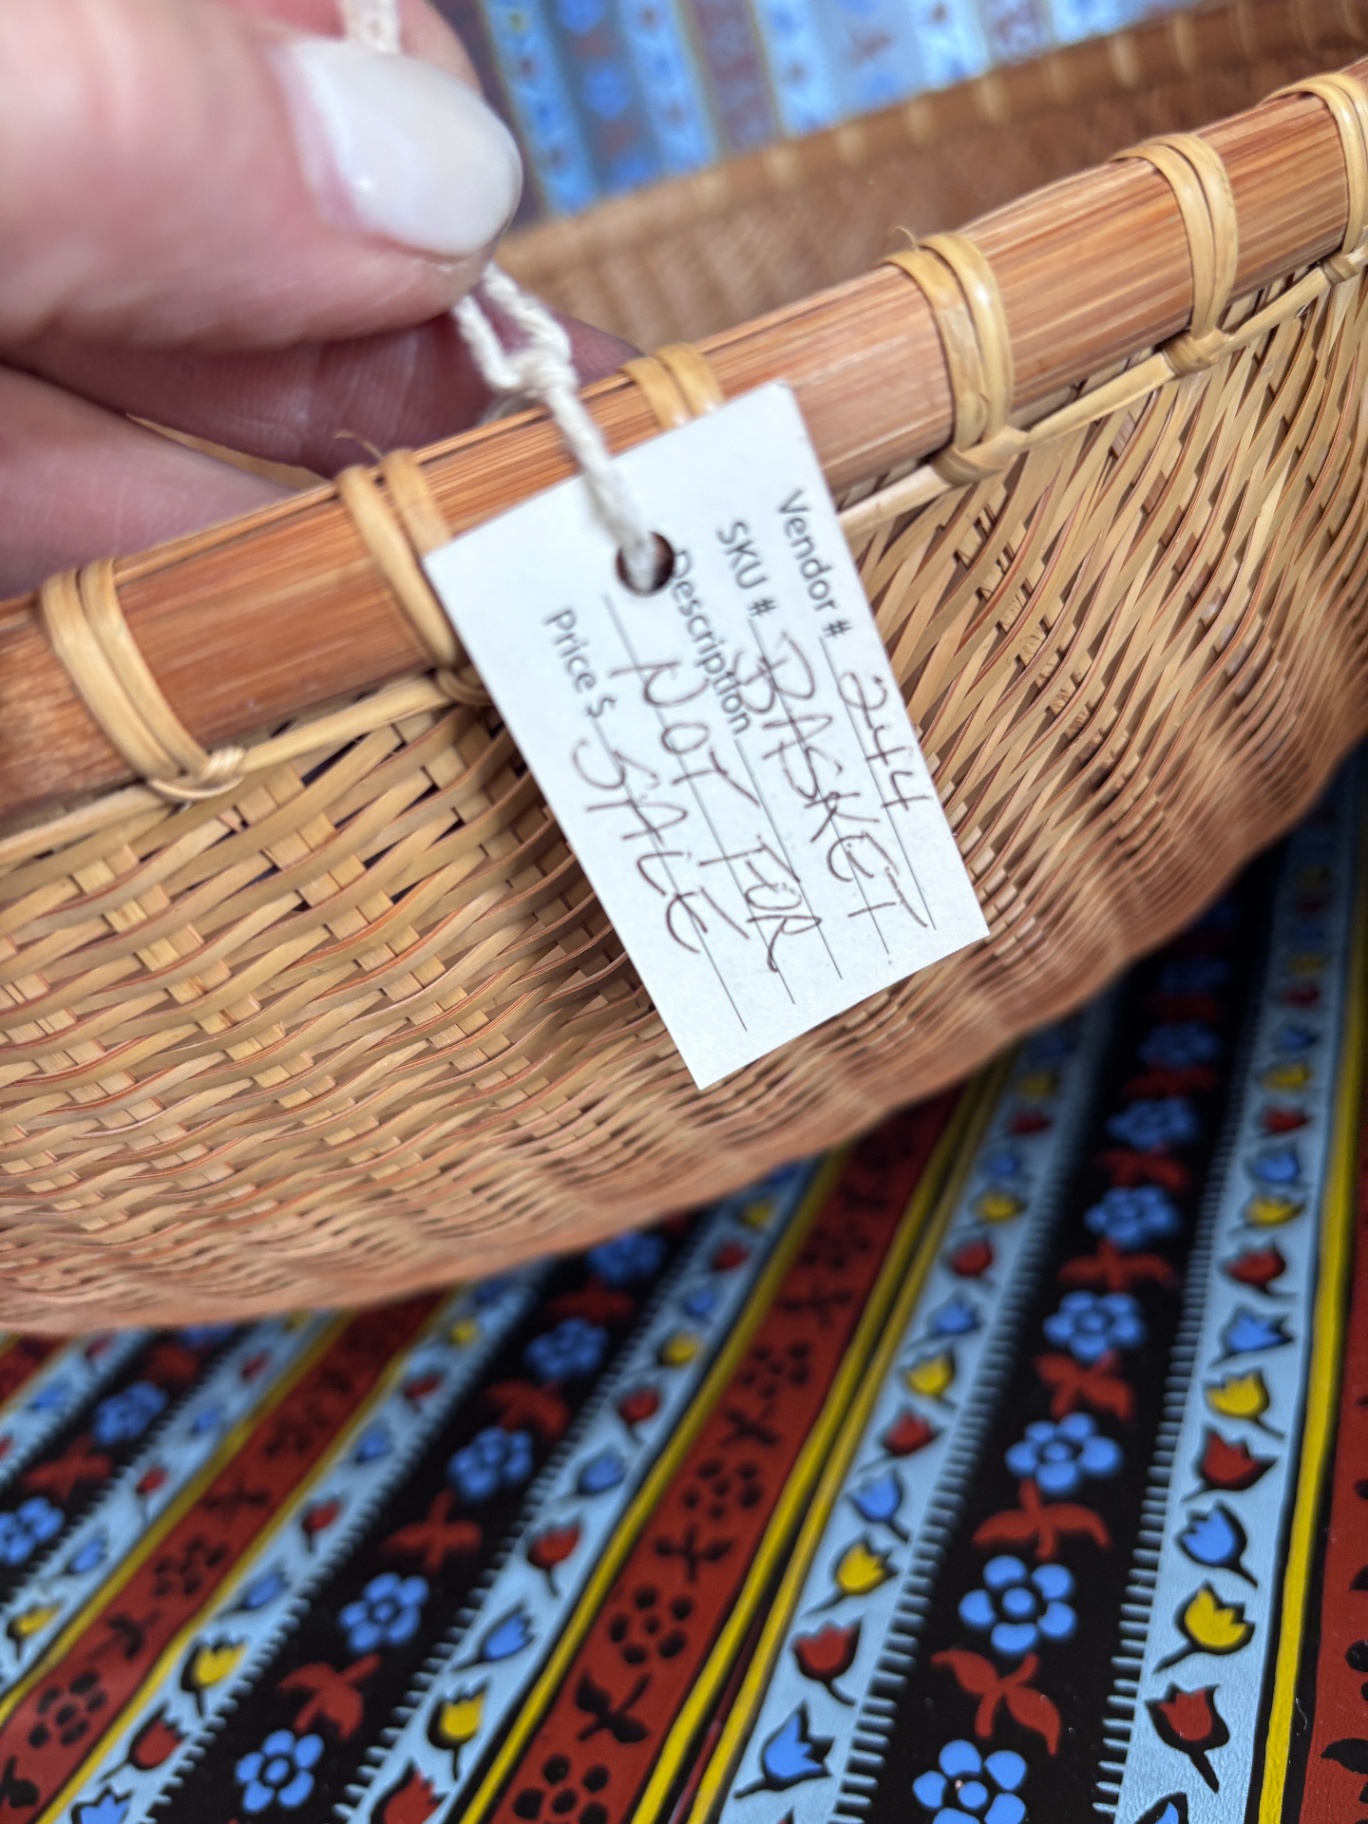 Vendor # 244
SKU # BASKET
Description NOT FOR
Price $ SALE